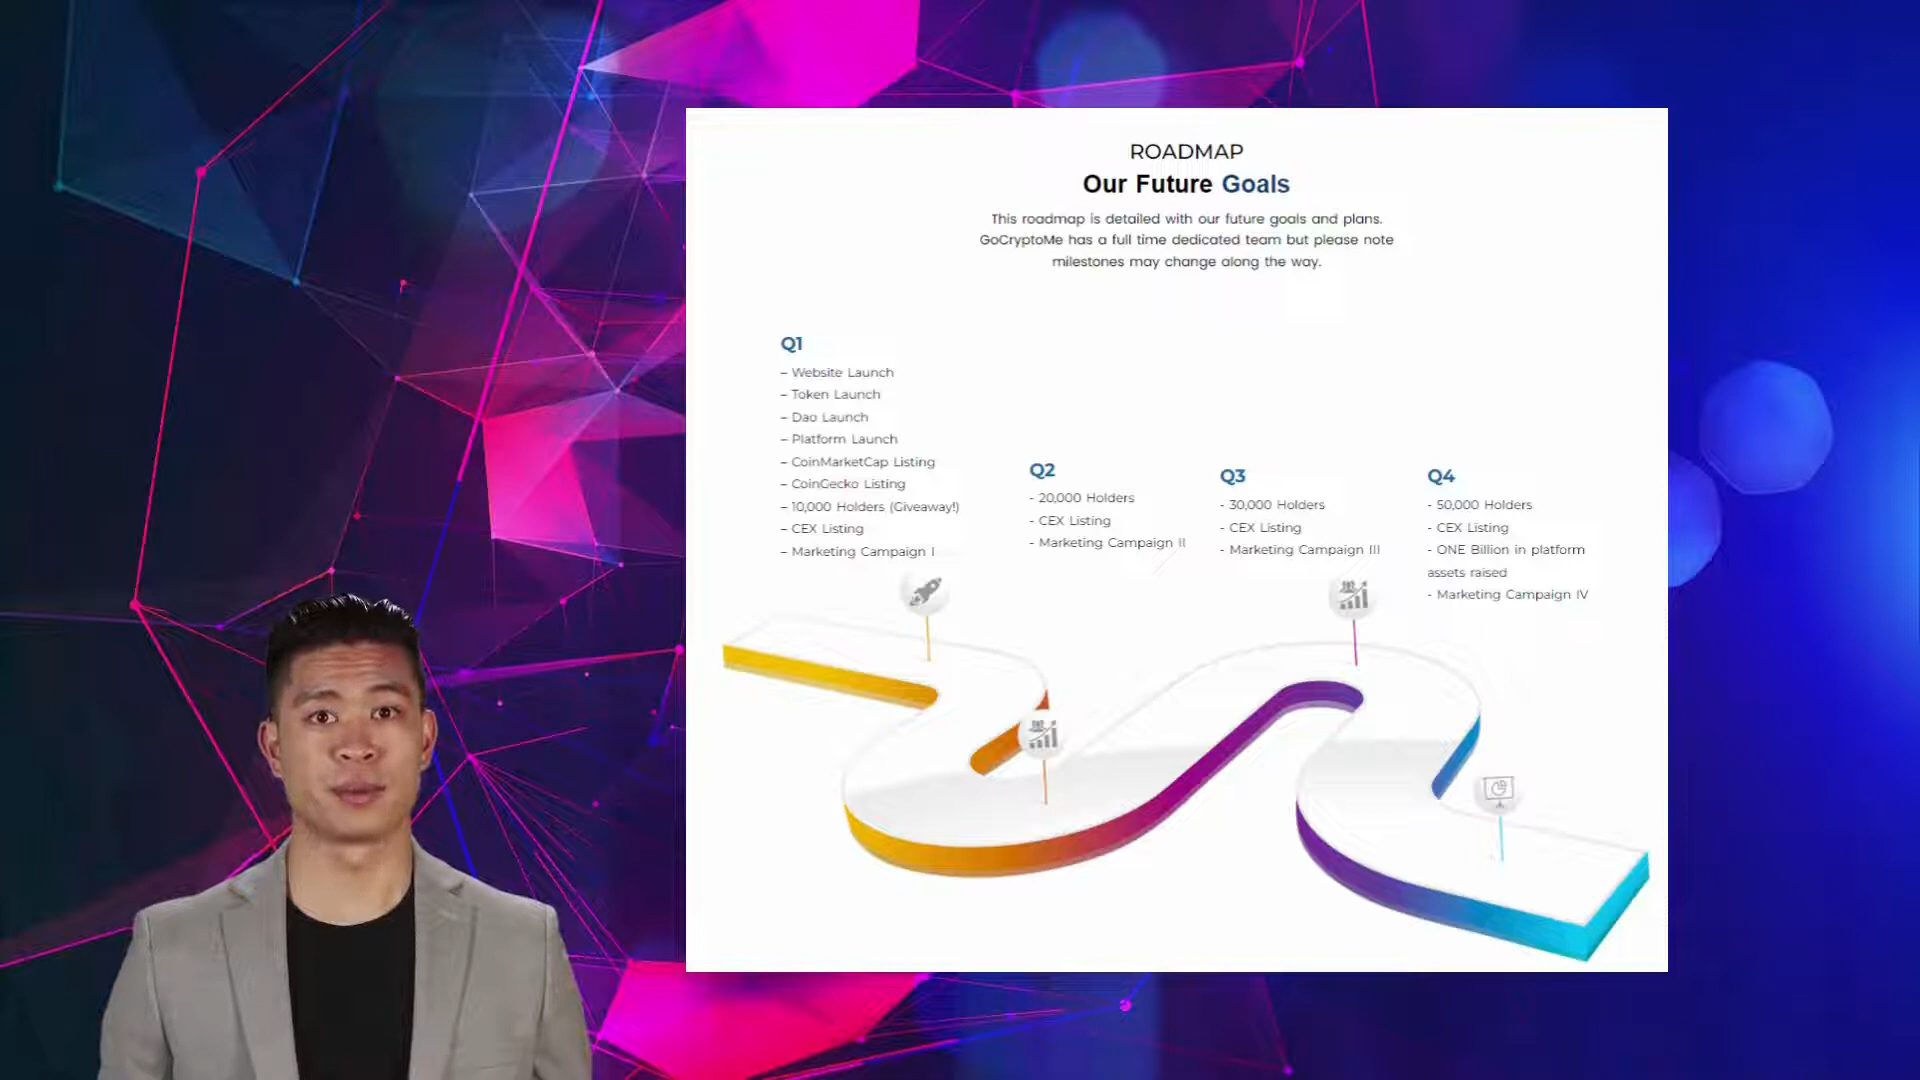 ROADMAP
Our Future Goals
This roadmap is detailed with our future goals and plans.
GoCryptoMe has a full time dedicated team but please note
milestones may change along the way.
Q1
– Website Launch
– Token Launch
– Dao Launch
– Platform Launch
– CoinMarketCap Listing
– CoinGecko Listing
– 10,000 Holders (Giveaway!)
– CEX Listing
– Marketing Campaign I
Q2
- 20,000 Holders
- CEX Listing
- Marketing Campaign II
Q3
- 30,000 Holders
- CEX Listing
- Marketing Campaign III
Q4
- 50,000 Holders
- CEX Listing
- ONE Billion in platform
assets raised
- Marketing Campaign IV